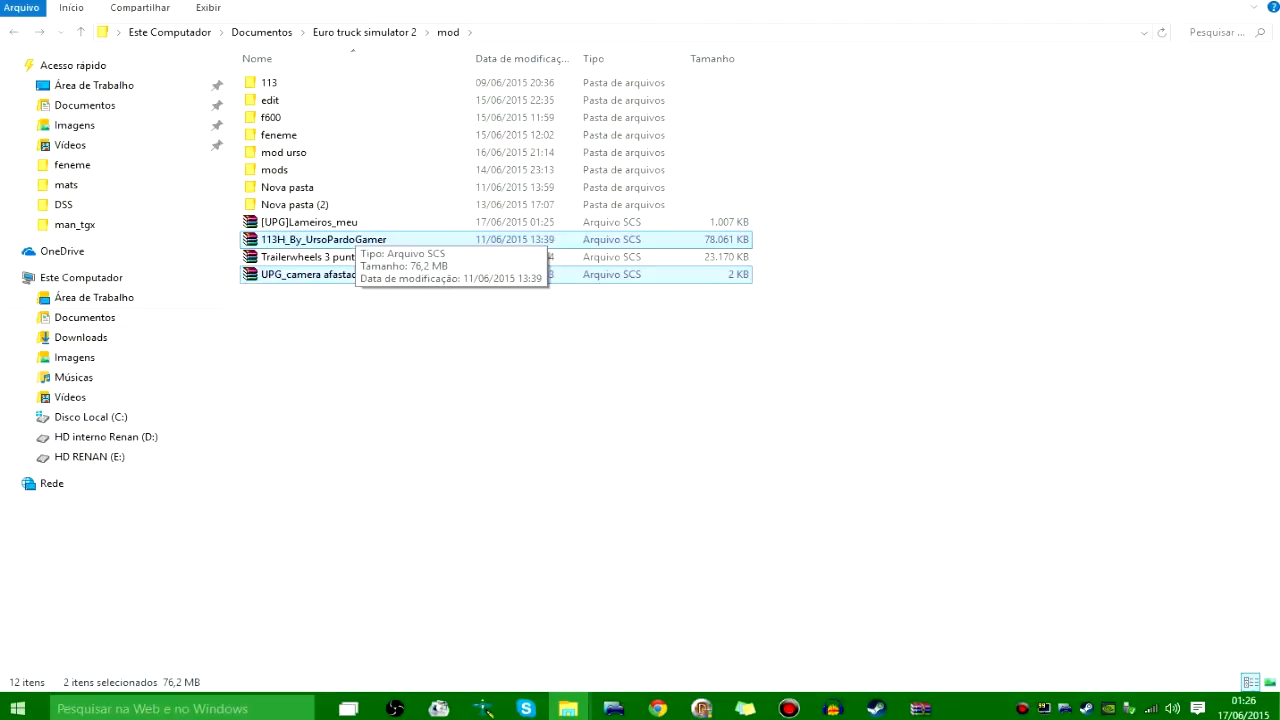 Arquivo Início Compartilhar Exibir
Este Computador Documentos Euro truck simulator 2 mod Pesquisar ...
Nome Data de modificaç... Tipo Tamanho
Acesso rápido
Área de Trabalho
Documentos
Imagens
Vídeos
feneme
mats
DSS
man_tgx
OneDrive
Este Computador
Área de Trabalho
Documentos
Downloads
Imagens
Músicas
Vídeos
Disco Local (C:)
HD interno Renan (D:)
HD RENAN (E:)
Rede
113 09/06/2015 20:36 Pasta de arquivos
edit 15/06/2015 22:35 Pasta de arquivos
f600 15/06/2015 11:59 Pasta de arquivos
feneme 15/06/2015 12:02 Pasta de arquivos
mod urso 16/06/2015 21:14 Pasta de arquivos
mods 14/06/2015 23:13 Pasta de arquivos
Nova pasta 11/06/2015 13:59 Pasta de arquivos
Nova pasta (2) 13/06/2015 17:07 Pasta de arquivos
[UPG]Lameiros_meu 17/06/2015 01:25 Arquivo SCS 1.007 KB
113H_By_UrsoPardoGamer 11/06/2015 13:39 Arquivo SCS 78.061 KB
Trailerwheels 3 punt 4 Arquivo SCS 23.170 KB
UPG_camera afastac 3 Arquivo SCS 2 KB
Tipo: Arquivo SCS
Tamanho: 76,2 MB
Data de modificação: 11/06/2015 13:39
12 itens 2 itens selecionados 76,2 MB
Pesquisar na Web e no Windows
01:26
17/06/2015